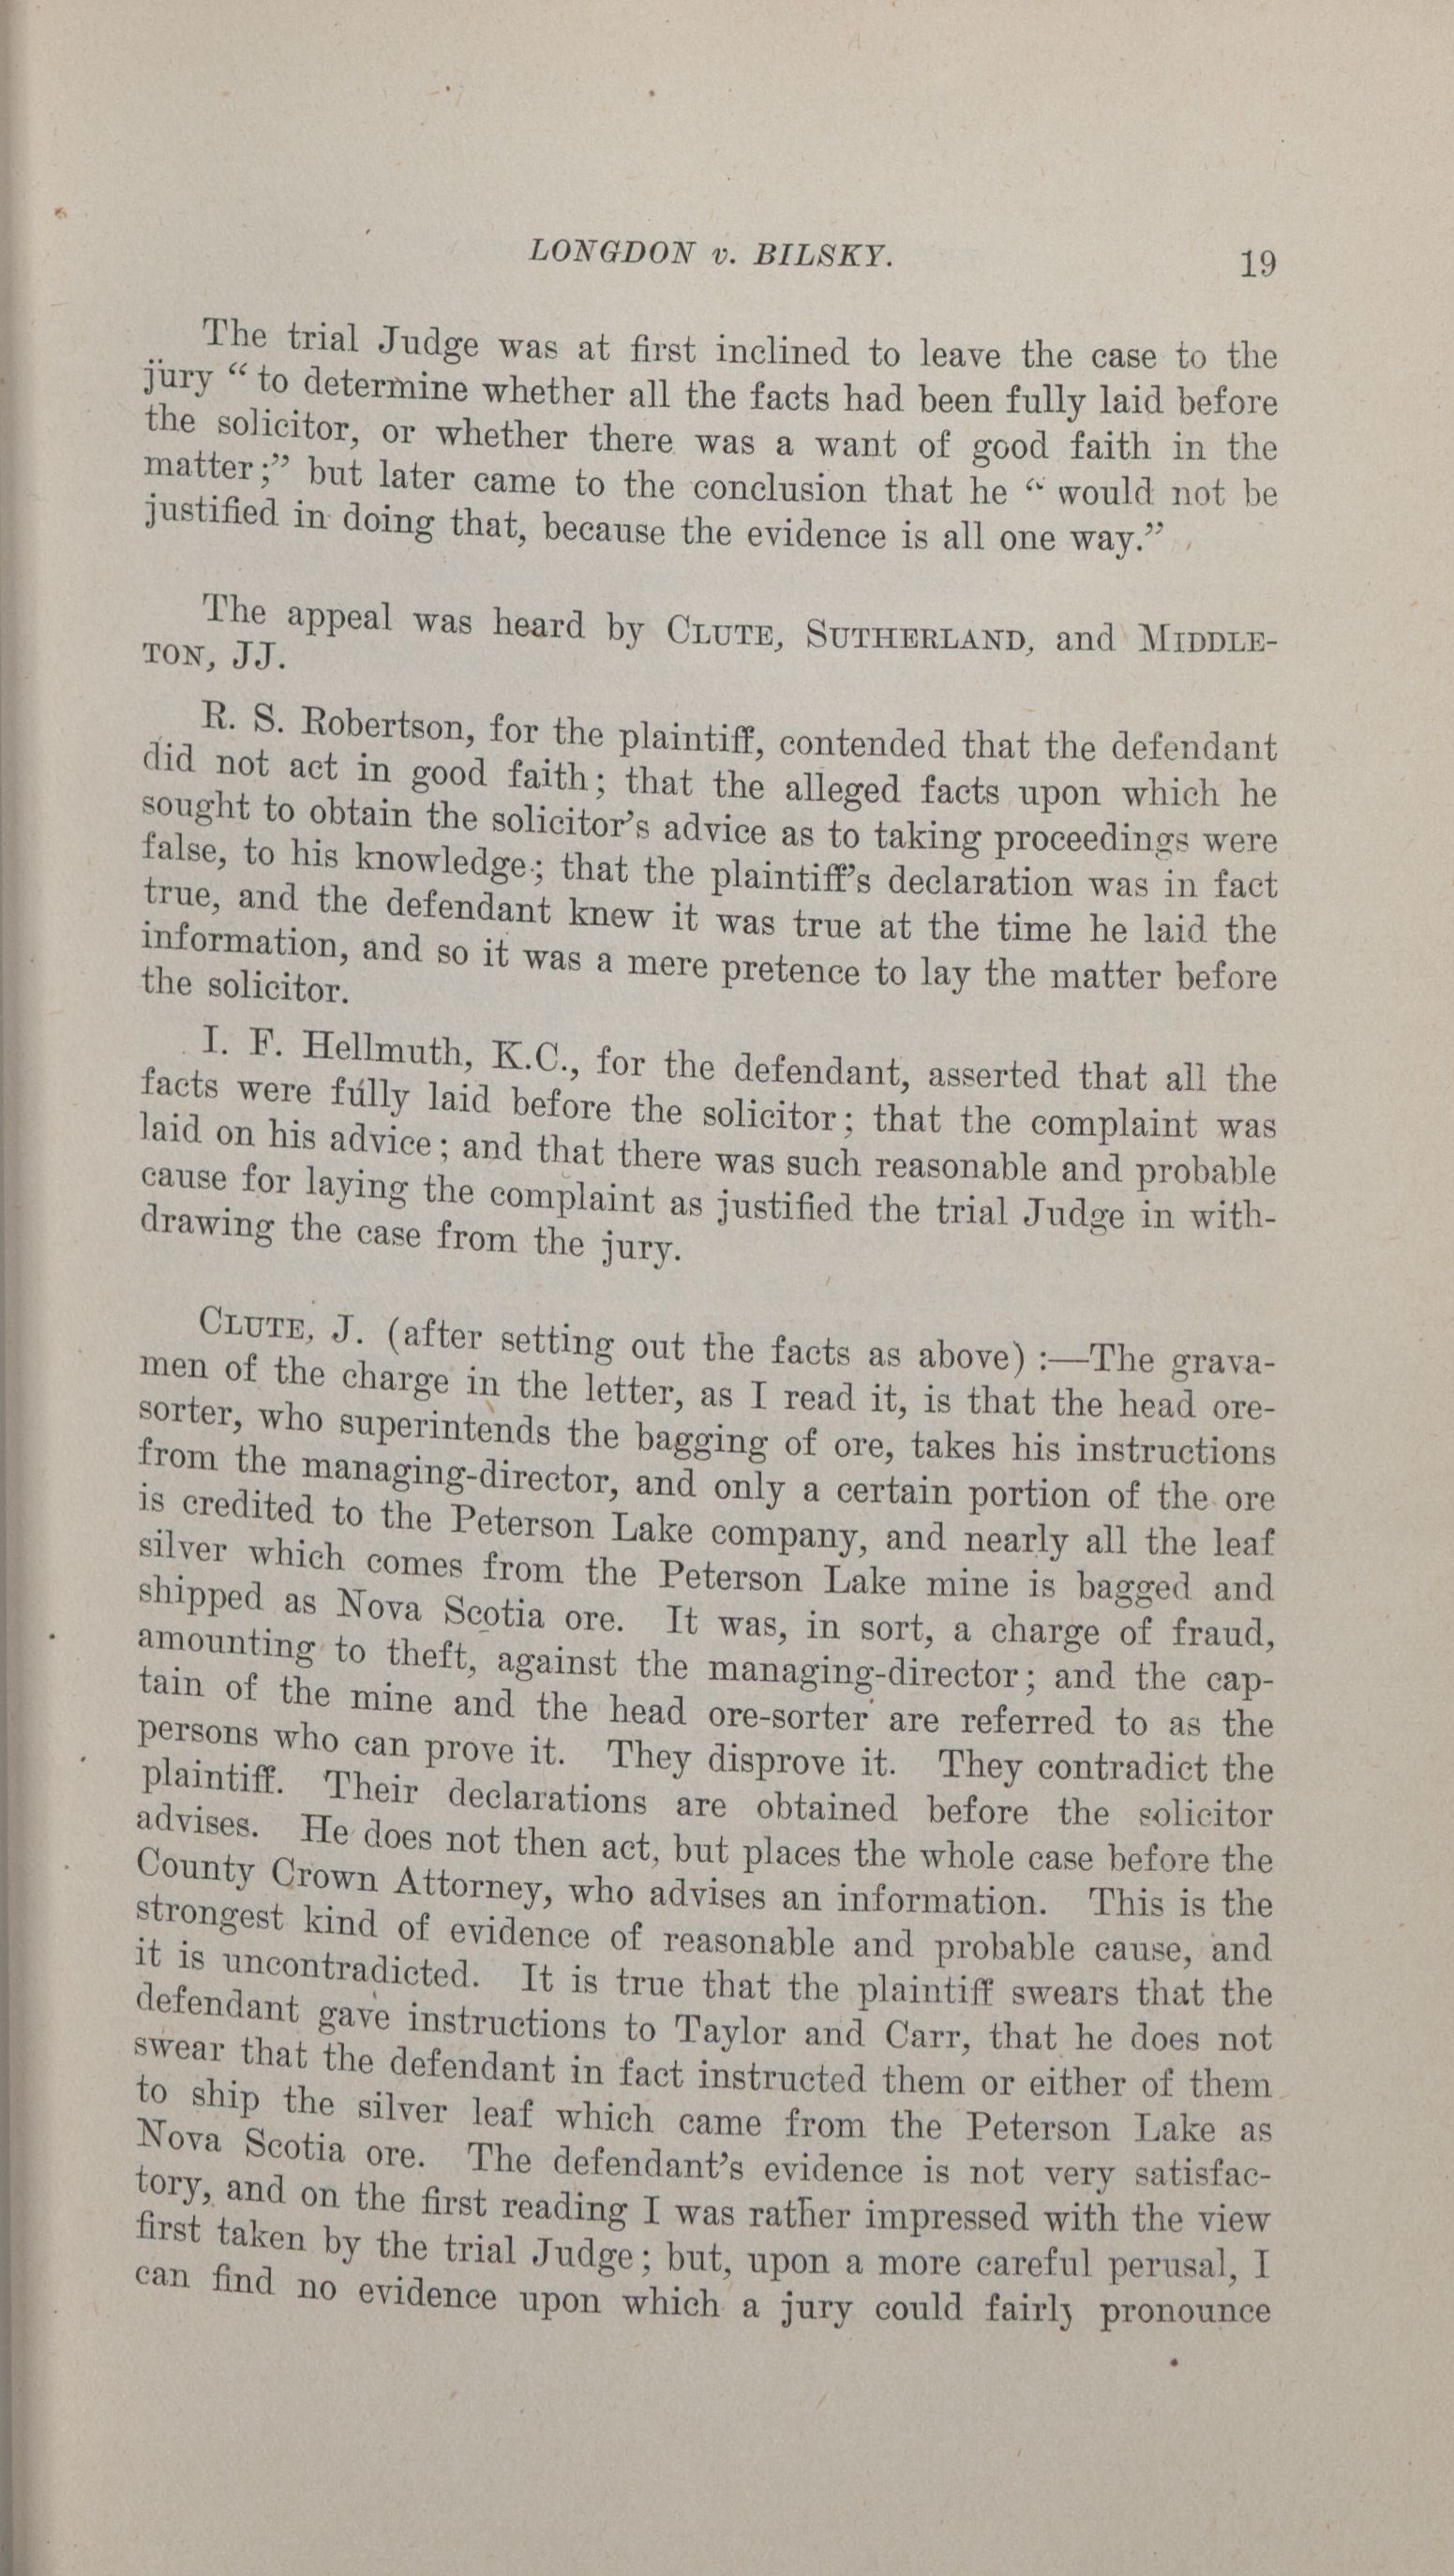 LONGDON v. BILSKY. 19
The trial Judge was at first inclined to leave the case to the
jury “ to determine whether all the facts had been fully laid before
the solicitor, or whether there was a want of good faith in the
matter;” but later came to the conclusion that he “ would not be
justified in doing that, because the evidence is all one way.”
The appeal was heard by CLUTE, SUTHERLAND, and MIDDLE-
TON, JJ.
R. S. Robertson, for the plaintiff, contended that the defendant
did not act in good faith; that the alleged facts upon which he
sought to obtain the solicitor’s advice as to taking proceedings were
false, to his knowledge; that the plaintiff’s declaration was in fact
true, and the defendant knew it was true at the time he laid the
information, and so it was a mere pretence to lay the matter before
the solicitor.
I. F. Hellmuth, K.C., for the defendant, asserted that all the
facts were fully laid before the solicitor; that the complaint was
laid on his advice; and that there was such reasonable and probable
cause for laying the complaint as justified the trial Judge in with-
drawing the case from the jury.
CLUTE, J. (after setting out the facts as above) :—The grava-
men of the charge in the letter, as I read it, is that the head ore-
sorter, who superintends the bagging of ore, takes his instructions
from the managing-director, and only a certain portion of the ore
is credited to the Peterson Lake company, and nearly all the leaf
silver which comes from the Peterson Lake mine is bagged and
shipped as Nova Scotia ore. It was, in sort, a charge of fraud,
amounting to theft, against the managing-director; and the cap-
tain of the mine and the head ore-sorter are referred to as the
persons who can prove it. They disprove it. They contradict the
plaintiff. Their declarations are obtained before the solicitor
advises. He does not then act, but places the whole case before the
County Crown Attorney, who advises an information. This is the
strongest kind of evidence of reasonable and probable cause, and
it is uncontradicted. It is true that the plaintiff swears that the
defendant gave instructions to Taylor and Carr, that he does not
swear that the defendant in fact instructed them or either of them
to ship the silver leaf which came from the Peterson Lake as
Nova Scotia ore. The defendant’s evidence is not very satisfac-
tory, and on the first reading I was rather impressed with the view
first taken by the trial Judge; but, upon a more careful perusal, I
can find no evidence upon which a jury could fairly pronounce